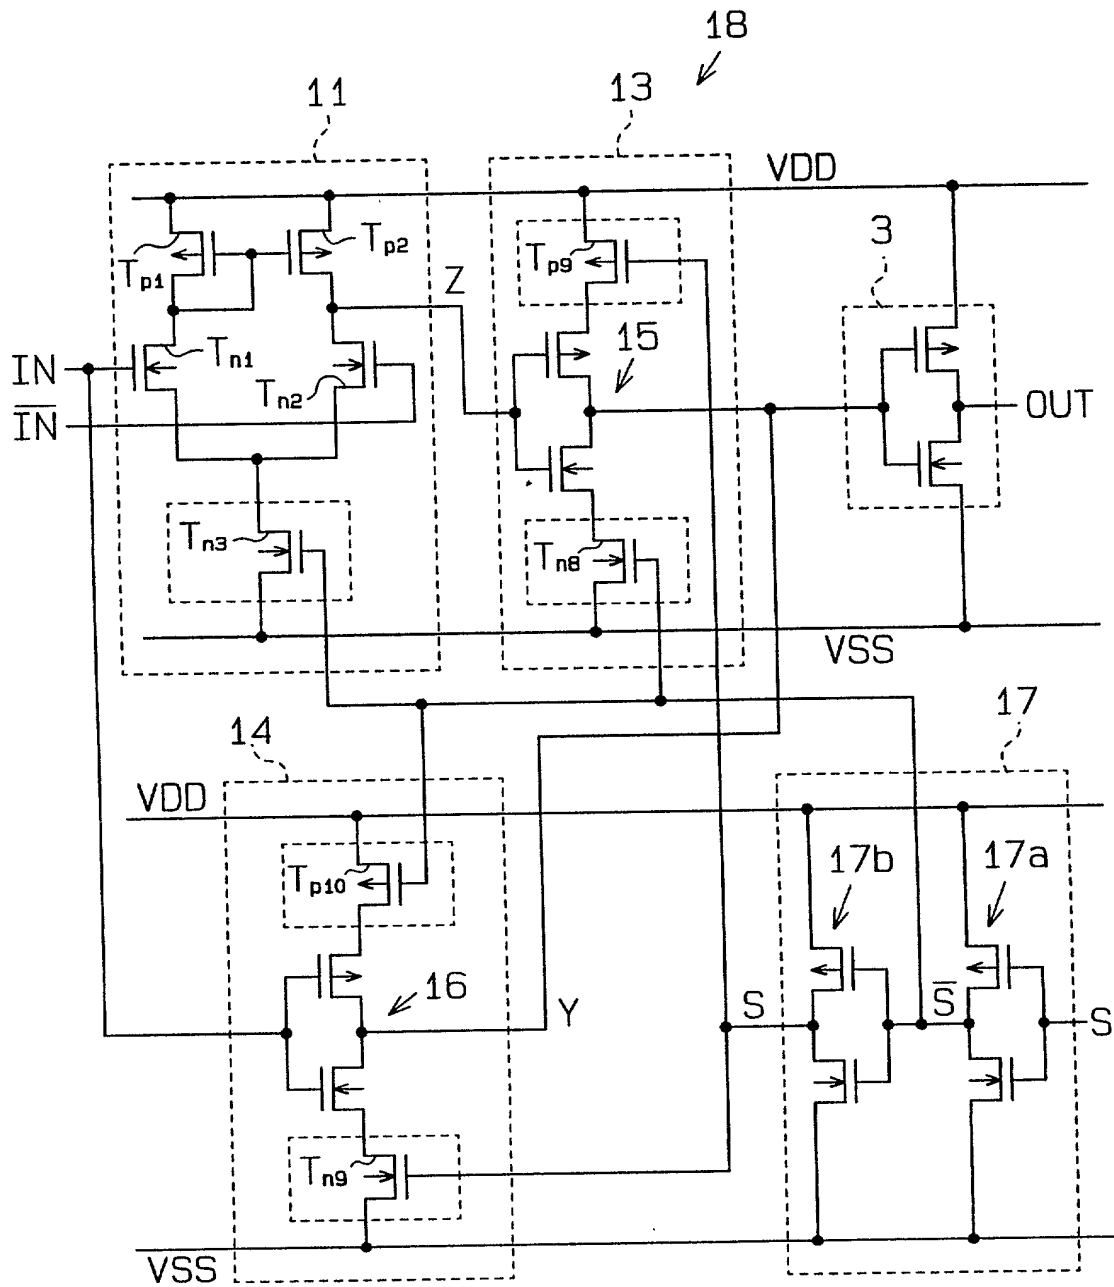 18
11
13
VDD
Tp1
Tp2
Tp9
3
Z
IN
Tn1
15
Tn2
I̅N̅
OUT
Tn3
Tn8
VSS
14
17
VDD
Tp10
17b
17a
16
Y
S
S̅
S
Tn9
VSS